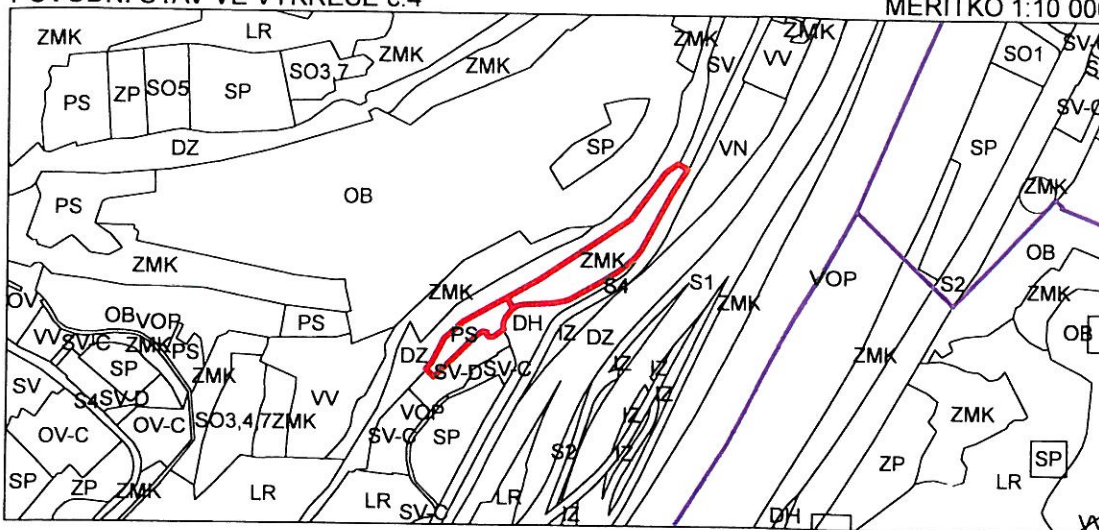 PŮVODNÍ STAV VE VÝKRESE č.4
MĚŘÍTKO 1:10 000
ZMK
LR
ZMK
ZMK
ZMK
SV
VV
ZMK
SO1
PS
ZP
SO5
SP
SO3,7
DZ
SP
VN
SP
ZMK
PS
OB
ZMK
ZMK
ZMK
S4
S1
ZMK
VOP
S2
OB
ZMK
OV
OB
VOP
PS
PS
DH
IZ
DZ
OB
VV
SV-C
ZMK
PS
DZ
SV-D
SV-C
IZ
IZ
ZMK
SP
ZMK
VV
IZ
SV
S4
SV-D
VOP
IZ
OV-C
OV-C
SO3,4,7
ZMK
SV-C
SP
S2
IZ
ZMK
ZP
SP
SP
ZP
ZMK
LR
LR
SV-C
LR
IZ
DH
LR